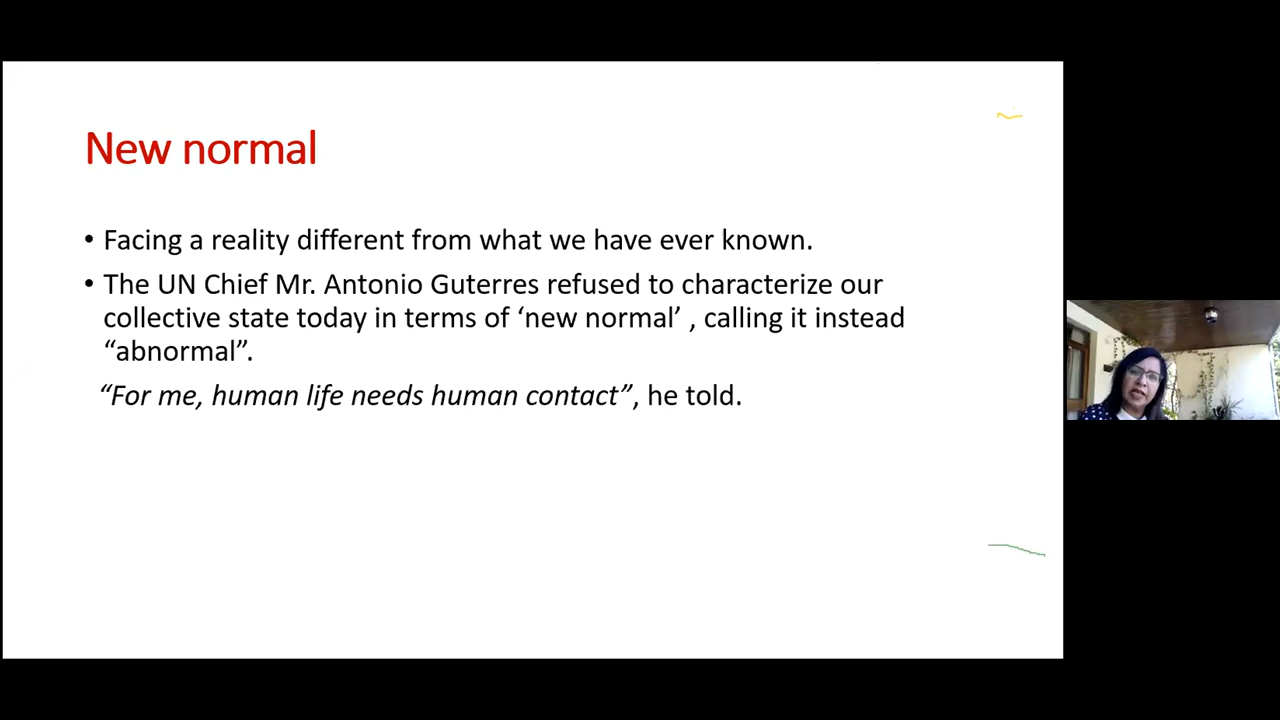 New normal
• Facing a reality different from what we have ever known.
• The UN Chief Mr. Antonio Guterres refused to characterize our
collective state today in terms of ‘new normal’ , calling it instead
“abnormal”.
“For me, human life needs human contact”, he told.